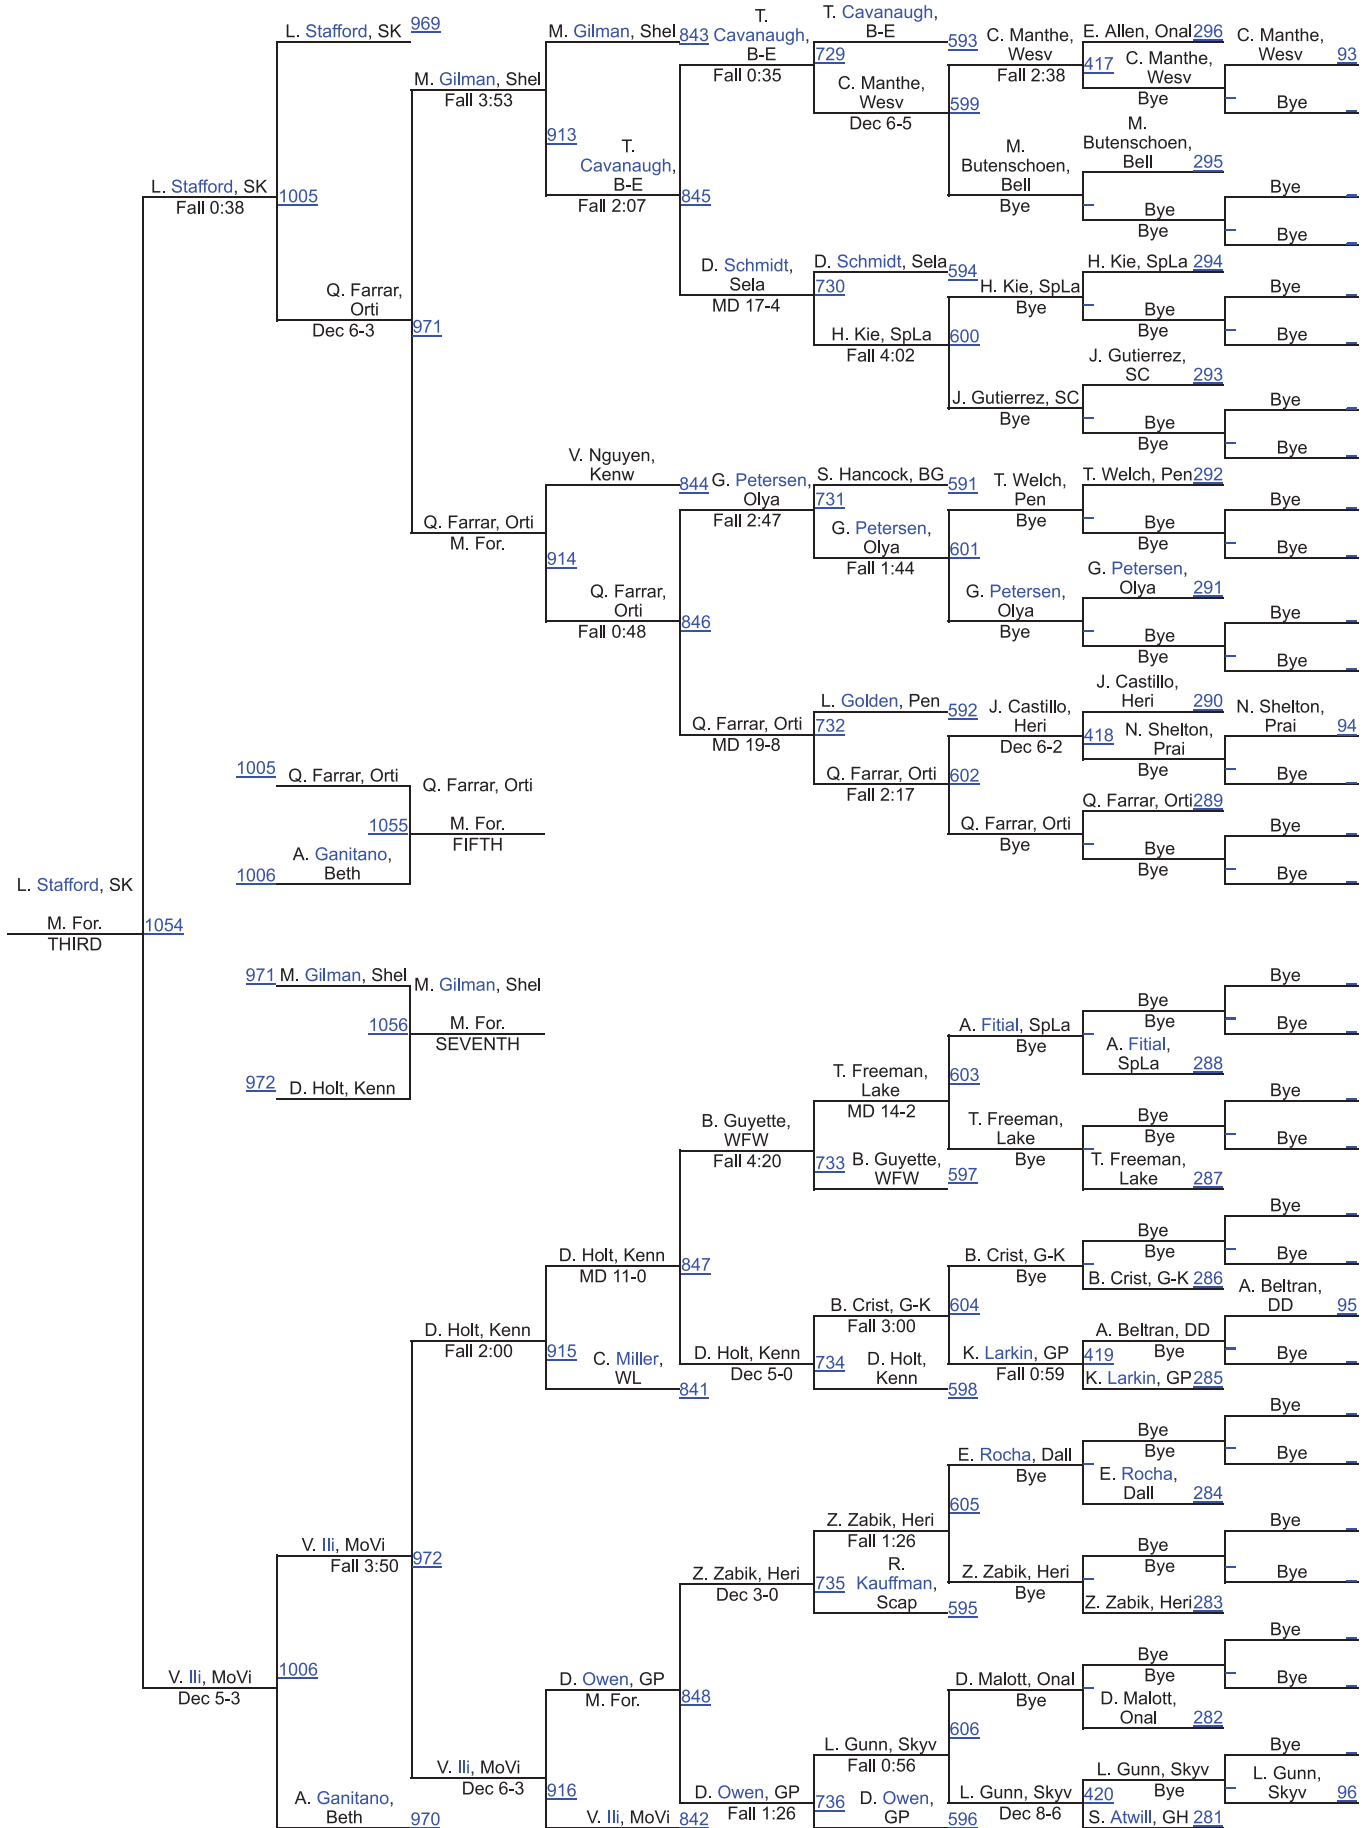 L. Stafford, SK 969
M. Gilman, Shel 843
T.
Cavanaugh,
B-E
Fall 0:35
T. Cavanaugh,
B-E
593
C. Manthe,
Wesv
Fall 2:38
E. Allen, Onal 296
C. Manthe,
Wesv
93
M. Gilman, Shel
Fall 3:53
729
C. Manthe,
Wesv
Dec 6-5
599
417
C. Manthe,
Wesv
Bye
Bye
913
T.
Cavanaugh,
B-E
Fall 2:07
845
M.
Butenschoen,
Bell
Bye
M.
Butenschoen,
Bell
295
Bye
Bye
Bye
Bye
L. Stafford, SK
Fall 0:38
1005
D. Schmidt,
Sela
MD 17-4
D. Schmidt, Sela 594
730
H. Kie, SpLa
Bye
H. Kie, SpLa 294
Bye
Bye
Bye
Bye
Q. Farrar,
Orti
Dec 6-3
971
H. Kie, SpLa
Fall 4:02
600
J. Gutierrez,
SC
293
J. Gutierrez, SC
Bye
Bye
Bye
Bye
Bye
V. Nguyen,
Kenw
844
G. Petersen,
Olya
Fall 2:47
S. Hancock, BG 591
731
T. Welch,
Pen
Bye
T. Welch, Pen 292
Bye
Bye
Bye
Bye
Q. Farrar, Orti
M. For.
914
G. Petersen,
Olya
Fall 1:44
601
G. Petersen,
Olya
291
Q. Farrar,
Orti
Fall 0:48
846
G. Petersen,
Olya
Bye
Bye
Bye
Bye
Bye
L. Golden, Pen 592
J. Castillo,
Heri
Dec 6-2
J. Castillo,
Heri
290
N. Shelton,
Prai
94
Q. Farrar, Orti
MD 19-8
732
418
N. Shelton,
Prai
Bye
Bye
1005
Q. Farrar, Orti
Q. Farrar, Orti
Q. Farrar, Orti
Fall 2:17
602
Q. Farrar, Orti 289
1055
M. For.
FIFTH
Q. Farrar, Orti
Bye
Bye
Bye
Bye
Bye
A. Ganitano,
Beth
1006
L. Stafford, SK
M. For.
THIRD
1054
971
M. Gilman, Shel
M. Gilman, Shel
1056
M. For.
SEVENTH
972
D. Holt, Kenn
A. Fitial, SpLa
Bye
Bye
Bye
Bye
Bye
A. Fitial,
SpLa
288
T. Freeman,
Lake
MD 14-2
603
B. Guyette,
WFW
Fall 4:20
T. Freeman,
Lake
Bye
Bye
Bye
Bye
Bye
733
B. Guyette,
WFW
597
T. Freeman,
Lake
287
D. Holt, Kenn
MD 11-0
847
B. Crist, G-K
Bye
Bye
Bye
Bye
Bye
B. Crist, G-K 286
A. Beltran,
DD
95
D. Holt, Kenn
Fall 2:00
915
C. Miller,
WL
841
D. Holt, Kenn
Dec 5-0
B. Crist, G-K
Fall 3:00
604
734
D. Holt,
Kenn
598
K. Larkin, GP
Fall 0:59
A. Beltran, DD
Bye
419
K. Larkin, GP 285
Bye
E. Rocha, Dall
Bye
Bye
Bye
Bye
Bye
E. Rocha,
Dall
284
605
V. Ili, MoVi
Fall 3:50
972
Z. Zabik, Heri
Dec 3-0
Z. Zabik, Heri
Fall 1:26
735
R.
Kauffman,
Scap
595
Z. Zabik, Heri
Bye
Bye
Bye
Bye
Bye
Z. Zabik, Heri 283
V. Ili, MoVi
Dec 5-3
1006
D. Owen, GP
M. For.
848
D. Malott, Onal
Bye
Bye
Bye
Bye
Bye
D. Malott,
Onal
282
606
V. Ili, MoVi
Dec 6-3
916
L. Gunn, Skyv
Fall 0:56
L. Gunn, Skyv
Dec 8-6
L. Gunn, Skyv
Bye
Bye
L. Gunn,
Skyv
96
A. Ganitano,
Beth
970
V. Ili, MoVi 842
D. Owen, GP
Fall 1:26
736
D. Owen,
GP
596
420
S. Atwill, GH 281